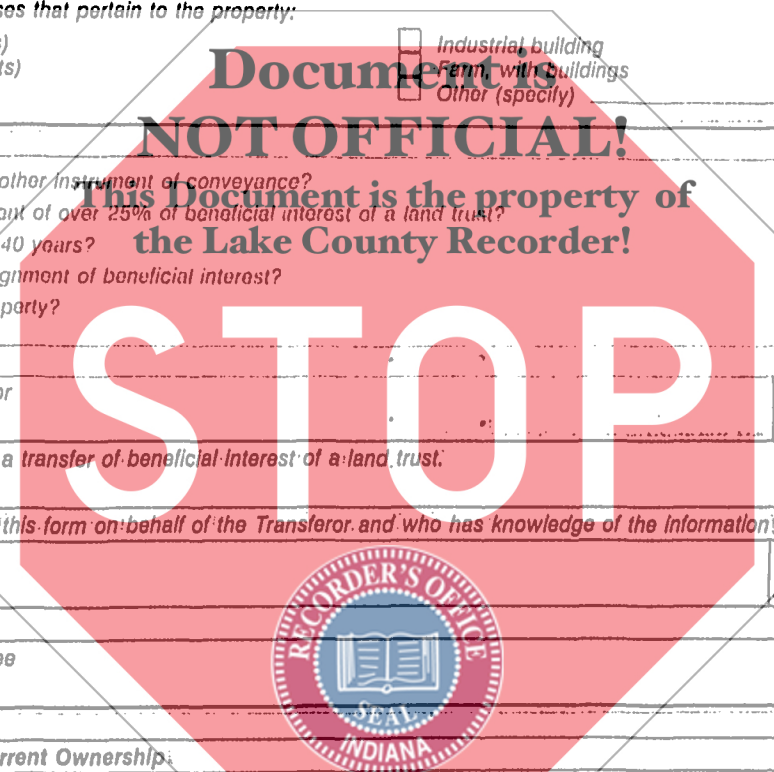 ses that pertain to the property:
s) Industrial building
ts) Farm, with buildings
Other (specify)
Document is
NOT OFFICIAL!
This Document is the property of
the Lake County Recorder!
other instrument of conveyance?
of over 25% of beneficial interest of a land trust?
40 years?
gnment of beneficial interest?
perty?
STOP
or
a transfer of beneficial interest of a land trust.
this form on behalf of the Transferor and who has knowledge of the information
RECORDER'S OFFICE
SEAL
INDIANA
ee
rrent Ownership